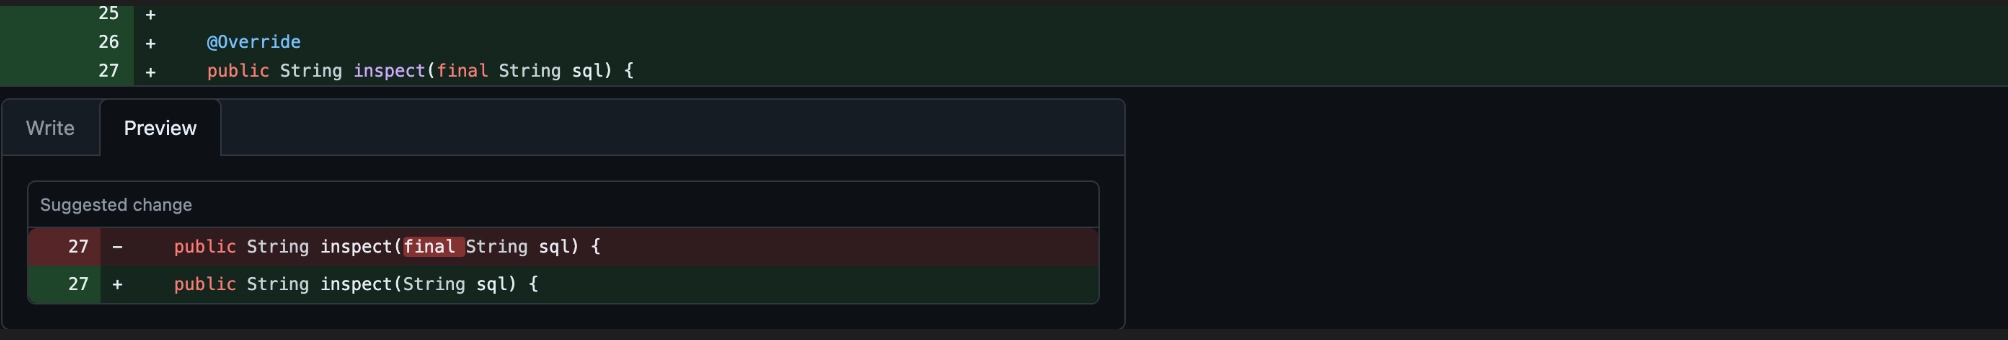 25 +
26 + @Override
27 + public String inspect(final String sql) {
Write Preview
Suggested change
27 - public String inspect(final String sql) {
27 + public String inspect(String sql) {